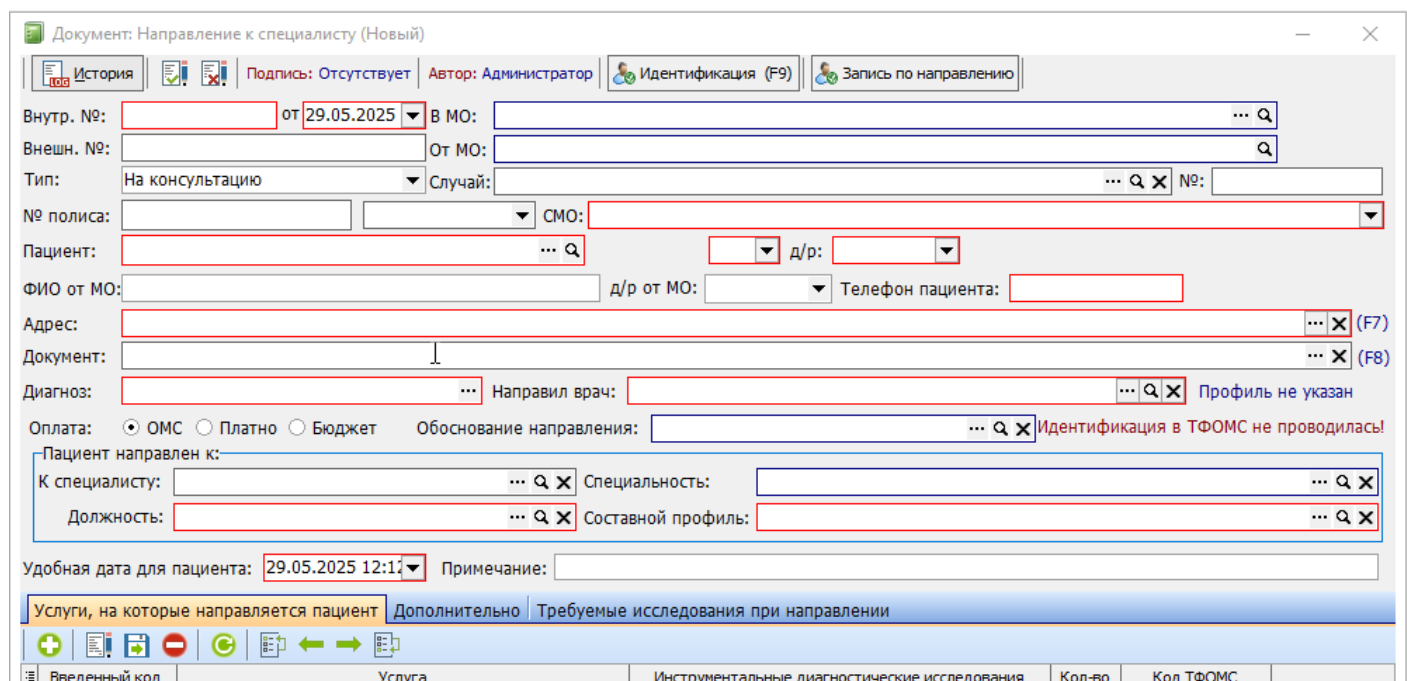 Документ: Направление к специалисту (Новый)
LOG История Подпись: Отсутствует Автор: Администратор Идентификация (F9) Запись по направлению
Внутр. №: от 29.05.2025 В МО:
Внешн. №: От МО:
Тип: На консультацию Случай: №:
№ полиса: СМО:
Пациент: д/р:
ФИО от МО: д/р от МО: Телефон пациента:
Адрес: (F7)
Документ: (F8)
Диагноз: Направил врач: Профиль не указан
Оплата: ОМС Платно Бюджет Обоснование направления: Идентификация в ТФОМС не проводилась!
Пациент направлен к:
К специалисту: Специальность:
Должность: Составной профиль:
Удобная дата для пациента: 29.05.2025 12:12 Примечание:
Услуги, на которые направляется пациент Дополнительно Требуемые исследования при направлении
Введенный код Услуга Инструментальные диагностические исследования Кол-во Код ТФОМС